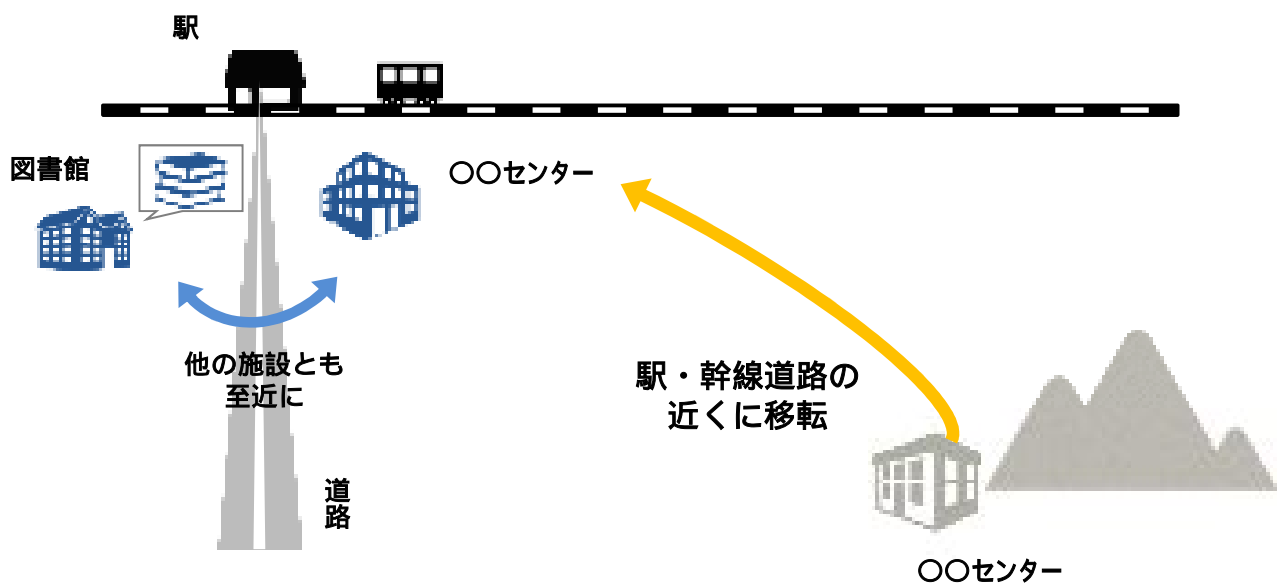 駅
図書館
〇〇センター
他の施設とも
至近に
駅・幹線道路の
近くに移転
道路
〇〇センター